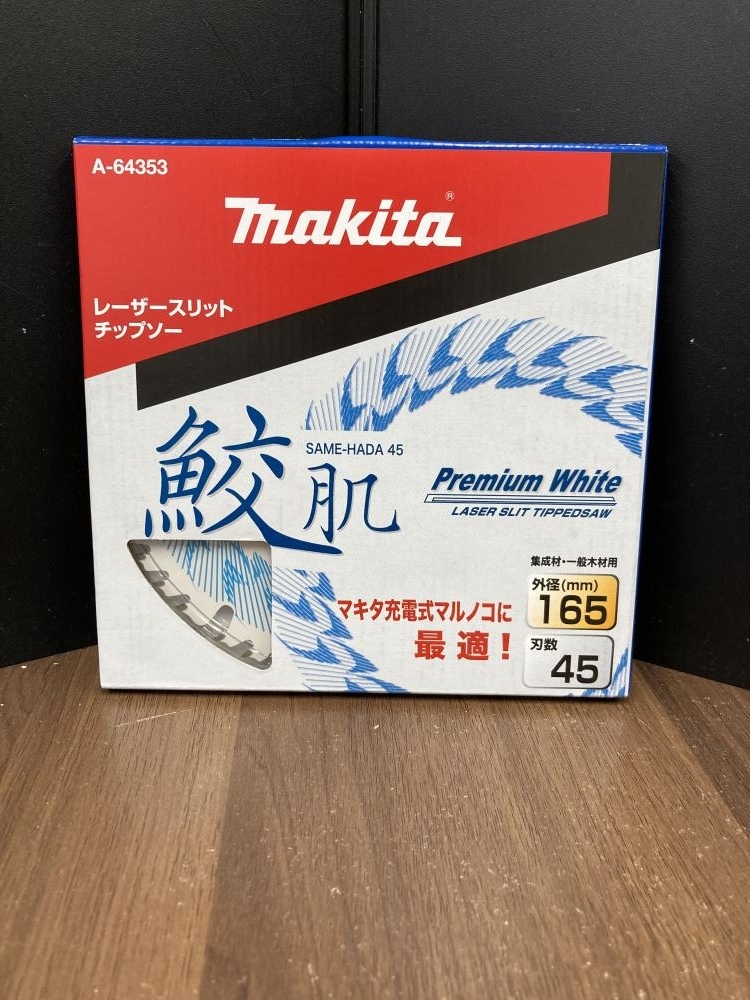 A-64353
makita®
レーザースリット
チップソー
鮫肌
SAME-HADA 45
Premium White
LASER SLIT TIPPEDSAW
集成材・一般木材用
外径(mm)
165
マキタ充電式マルノコに
最適！
刃数
45